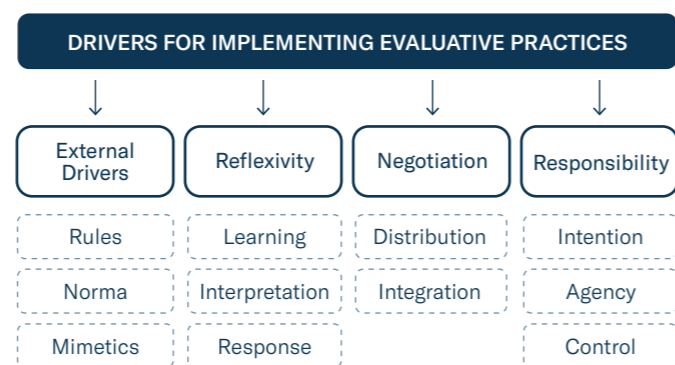 DRIVERS FOR IMPLEMENTING EVALUATIVE PRACTICES
External
Drivers
Reflexivity
Negotiation
Responsibility
Rules
Learning
Distribution
Intention
Norma
Interpretation
Integration
Agency
Mimetics
Response
Control